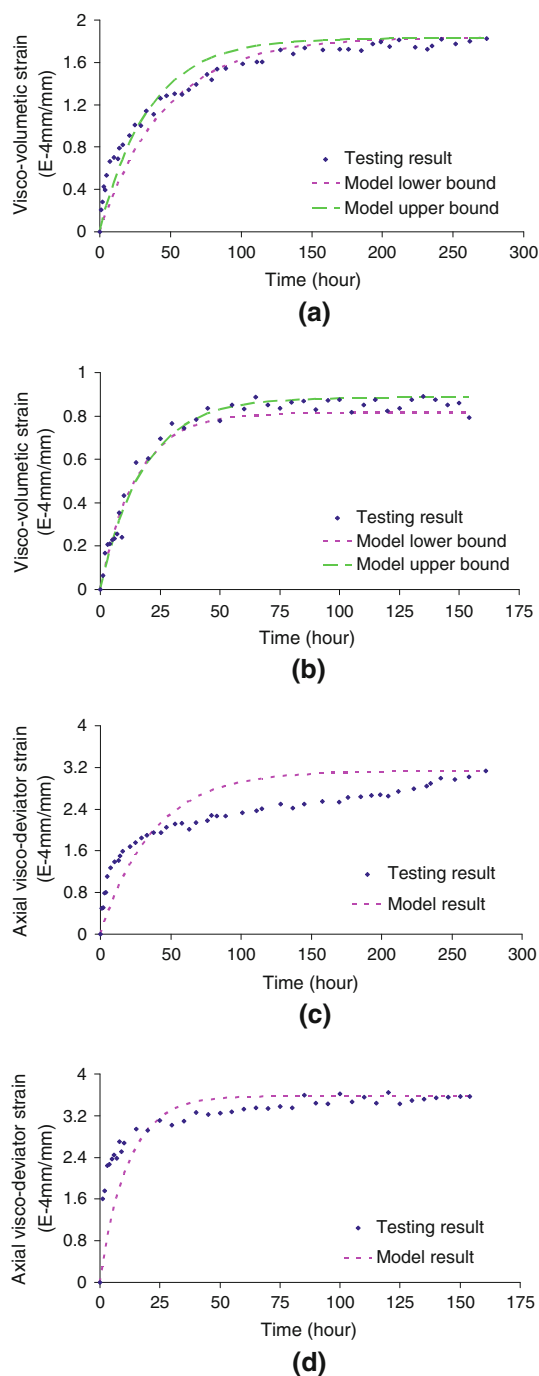 2
1.6
1.2
0.8
0.4
0
Visco-volumetic strain
(E-4mm/mm)
Testing result
Model lower bound
Model upper bound
0 50 100 150 200 250 300
Time (hour)
(a)
1
0.8
0.6
0.4
0.2
0
Visco-volumetic strain
(E-4mm/mm)
Testing result
Model lower bound
Model upper bound
0 25 50 75 100 125 150 175
Time (hour)
(b)
4
3.2
2.4
1.6
0.8
0
Axial visco-deviator strain
(E-4mm/mm)
Testing result
Model result
0 50 100 150 200 250 300
Time (hour)
(c)
4
3.2
2.4
1.6
0.8
0
Axial visco-deviator strain
(E-4mm/mm)
Testing result
Model result
0 25 50 75 100 125 150 175
Time (hour)
(d)